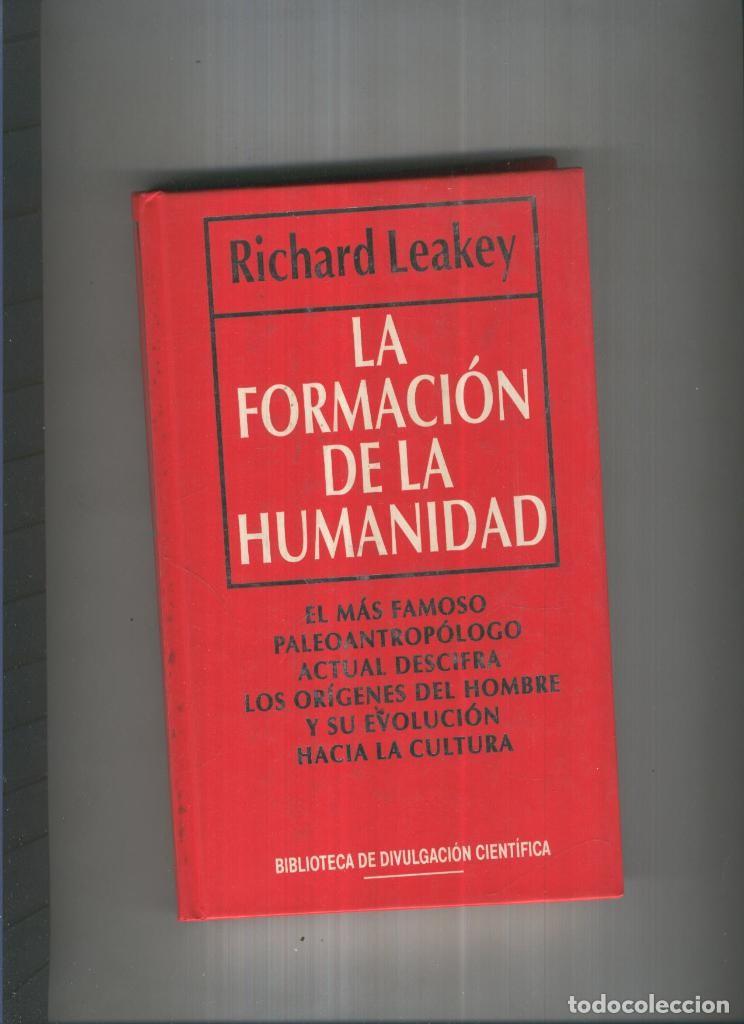 Richard Leakey
LA
FORMACIÓN
DE LA
HUMANIDAD
EL MÁS FAMOSO
PALEOANTROPÓLOGO
ACTUAL DESCIFRA
LOS ORÍGENES DEL HOMBRE
Y SU EVOLUCIÓN
HACIA LA CULTURA
BIBLIOTECA DE DIVULGACIÓN CIENTÍFICA
todocoleccion